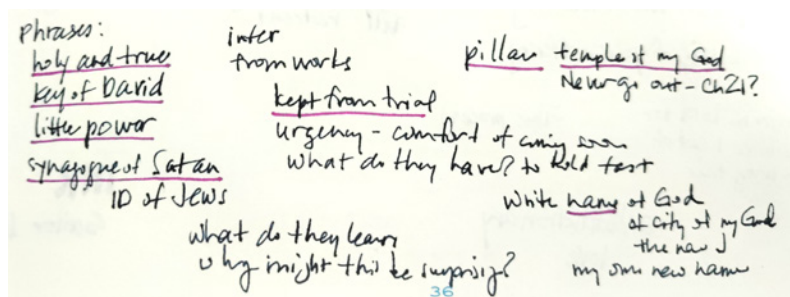 Phrases:
holy and true
key of David
little power
synagogue of Satan
ID of Jews
infer
from works
kept from trial
urgency - comfort of coming soon
what do they have? to hold fast
what do they learn
why might this be surprising?
pillar temple of my God
Never go out - Ch 21?
write name of God
of city of my God
the new J
my own new name
36